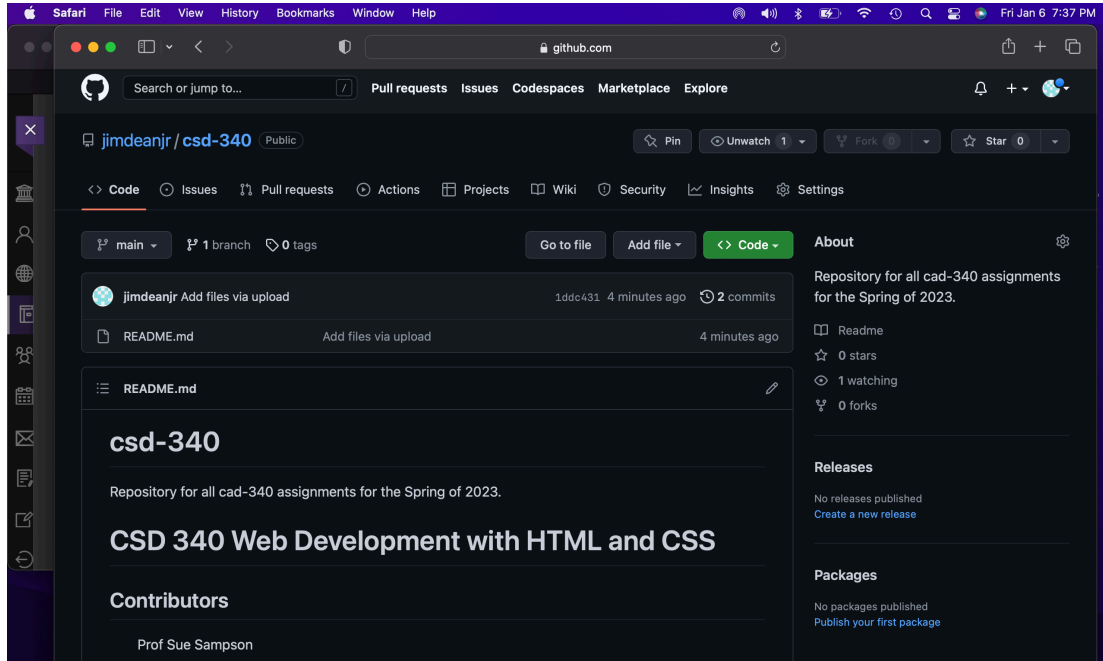 Safari File Edit View History Bookmarks Window Help Fri Jan 6 7:37 PM
github.com
Search or jump to... / Pull requests Issues Codespaces Marketplace Explore
jimdeanjr / csd-340 Public Pin Unwatch 1 Fork 0 Star 0
<> Code Issues Pull requests Actions Projects Wiki Security Insights Settings
main 1 branch 0 tags Go to file Add file <> Code
jimdeanjr Add files via upload 1ddc431 4 minutes ago 2 commits
README.md Add files via upload 4 minutes ago
README.md
csd-340
Repository for all cad-340 assignments for the Spring of 2023.
CSD 340 Web Development with HTML and CSS
Contributors
Prof Sue Sampson
About
Repository for all cad-340 assignments
for the Spring of 2023.
Readme
0 stars
1 watching
0 forks
Releases
No releases published
Create a new release
Packages
No packages published
Publish your first package